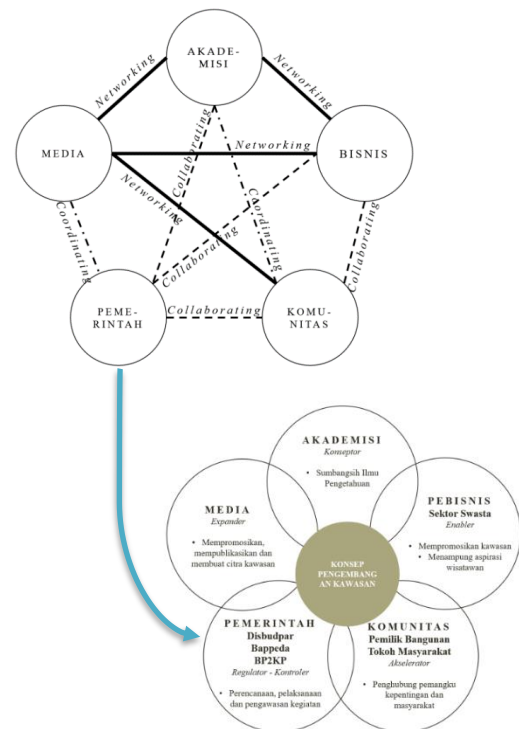 AKADE-
MISI
Networking
Networking
MEDIA
Networking
BISNIS
Collaborating
Networking
Coordinating
Coordinating
Collaborating
Collaborating
PEME-
RINTAH
Collaborating
KOMU-
NITAS
AKADEMISI
Konseptor
• Sumbangsih Ilmu
Pengetahuan
MEDIA
Expander
• Mempromosikan,
mempublikasikan dan
membuat citra kawasan
PEBISNIS
Sektor Swasta
Enabler
• Mempromosikan kawasan
• Menampung aspirasi
wisatawan
KONSEP
PENGEMBANG
AN KAWASAN
PEMERINTAH
Disbudpar
Bappeda
BP2KP
Regulator - Kontroler
• Perencanaan, pelaksanaan
dan pengawasan kegiatan
KOMUNITAS
Pemilik Bangunan
Tokoh Masyarakat
Akselerator
• Penghubung pemangku
kepentingan dan
masyarakat